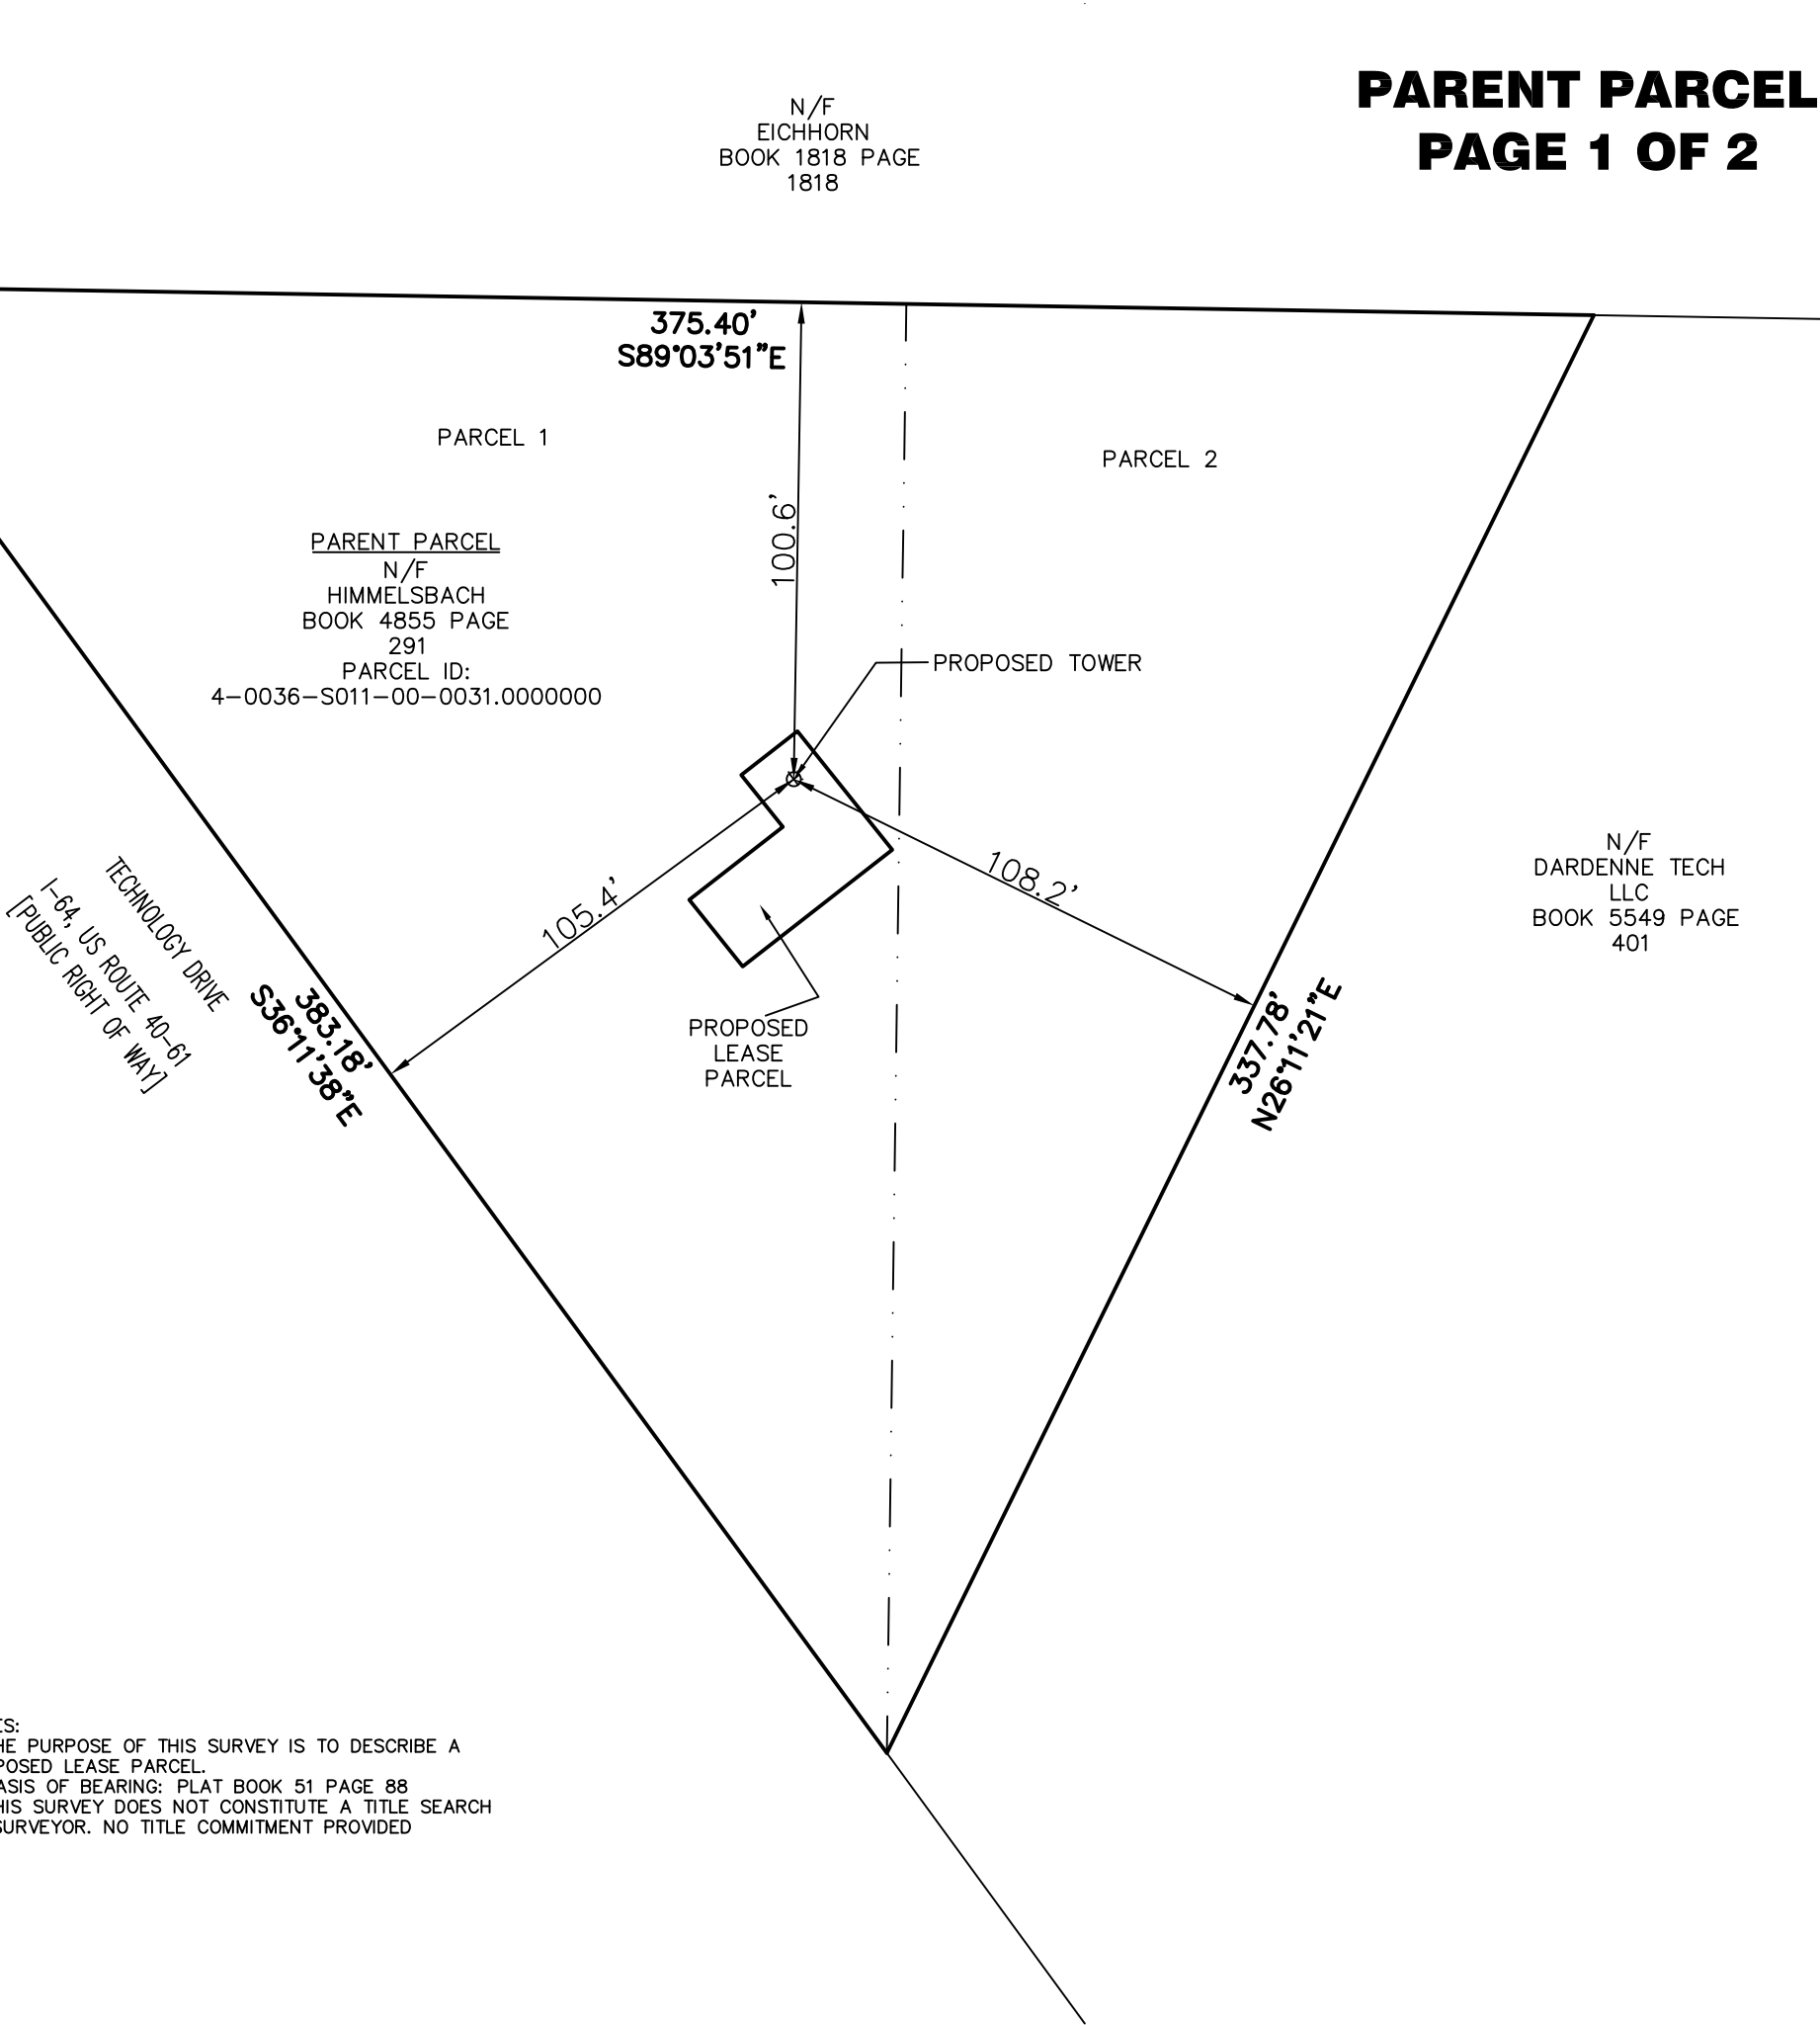 PARENT PARCEL
PAGE 1 OF 2
N/F
EICHHORN
BOOK 1818 PAGE
1818
375.40'
S89°03'51"E
PARCEL 1
PARCEL 2
100.6'
PARENT PARCEL
N/F
HIMMELSBACH
BOOK 4855 PAGE
291
PARCEL ID:
4-0036-S011-00-0031.0000000
PROPOSED TOWER
105.4'
108.2'
N/F
DARDENNE TECH
LLC
BOOK 5549 PAGE
401
TECHNOLOGY DRIVE
I-64, US ROUTE 40-61
[PUBLIC RIGHT OF WAY]
383.18'
S36°11'38"E
PROPOSED
LEASE
PARCEL
337.78'
N26°11'21"E
ES:
HE PURPOSE OF THIS SURVEY IS TO DESCRIBE A
POSED LEASE PARCEL.
ASIS OF BEARING: PLAT BOOK 51 PAGE 88
HIS SURVEY DOES NOT CONSTITUTE A TITLE SEARCH
SURVEYOR. NO TITLE COMMITMENT PROVIDED